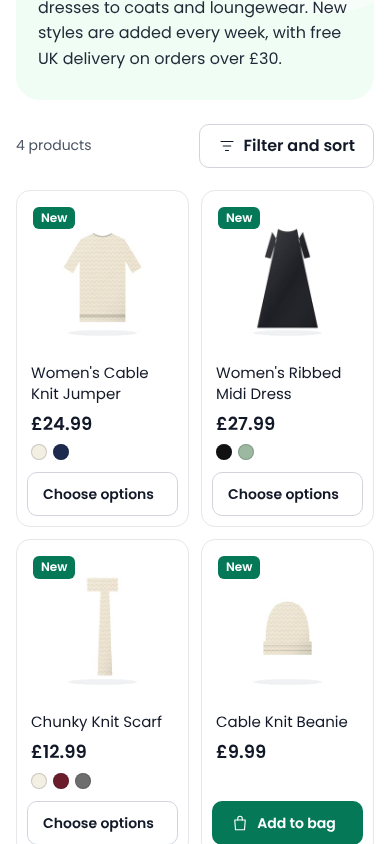 dresses to coats and loungewear. New
styles are added every week, with free
UK delivery on orders over £30.
4 products
Filter and sort
New
Women's Cable
Knit Jumper
£24.99
Choose options
New
Women's Ribbed
Midi Dress
£27.99
Choose options
New
Chunky Knit Scarf
£12.99
Choose options
New
Cable Knit Beanie
£9.99
Add to bag